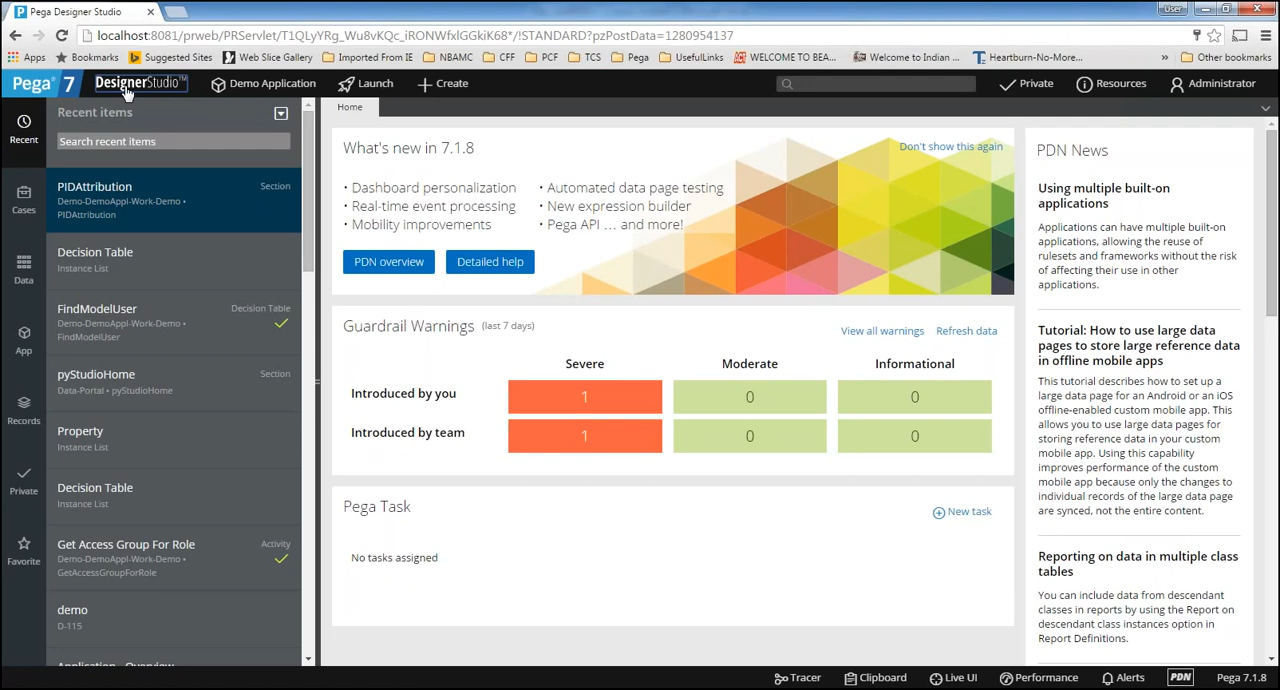 Pega Designer Studio
User
localhost:8081/prweb/PRServlet/T1QLyYRg_Wu8vKQc_iRONWfxlGGkiK68*/!STANDARD?pzPostData=1280954137
Apps Bookmarks Suggested Sites Web Slice Gallery Imported From IE NBAMC CFF PCF TCS Pega UsefulLinks WELCOME TO BEA... Welcome to Indian ... Heartburn-No-More... » Other bookmarks
Pega 7 DesignerStudio™ Demo Application Launch Create Private Resources Administrator
Recent
Cases
Data
App
Records
Private
Favorite
Recent items
Search recent items
PIDAttribution Section
Demo-DemoAppl-Work-Demo •
PIDAttribution
Decision Table
Instance List
FindModelUser Decision Table
Demo-DemoAppl-Work-Demo •
FindModelUser
pyStudioHome Section
Data-Portal • pyStudioHome
Property
Instance List
Decision Table
Instance List
Get Access Group For Role Activity
Demo-DemoAppl-Work-Demo •
GetAccessGroupForRole
demo
D-115
Application - Overview
Home
What's new in 7.1.8
Don't show this again
• Dashboard personalization • Automated data page testing
• Real-time event processing • New expression builder
• Mobility improvements • Pega API … and more!
PDN overview Detailed help
Guardrail Warnings (last 7 days) View all warnings Refresh data
Severe Moderate Informational
Introduced by you 1 0 0
Introduced by team 1 0 0
Pega Task
New task
No tasks assigned
PDN News
Using multiple built-on
applications
Applications can have multiple built-on
applications, allowing the reuse of
rulesets and frameworks without the risk
of affecting their use in other
applications.
Tutorial: How to use large data
pages to store large reference data
in offline mobile apps
This tutorial describes how to set up a
large data page for an Android or an iOS
offline-enabled custom mobile app. This
allows you to use large data pages for
storing reference data in your custom
mobile app. Using this capability
improves performance of the custom
mobile app because only the changes to
individual records of the large data page
are synced, not the entire content.
Reporting on data in multiple class
tables
You can include data from descendant
classes in reports by using the Report on
descendant class instances option in
Report Definitions.
Tracer Clipboard Live UI Performance Alerts PDN Pega 7.1.8